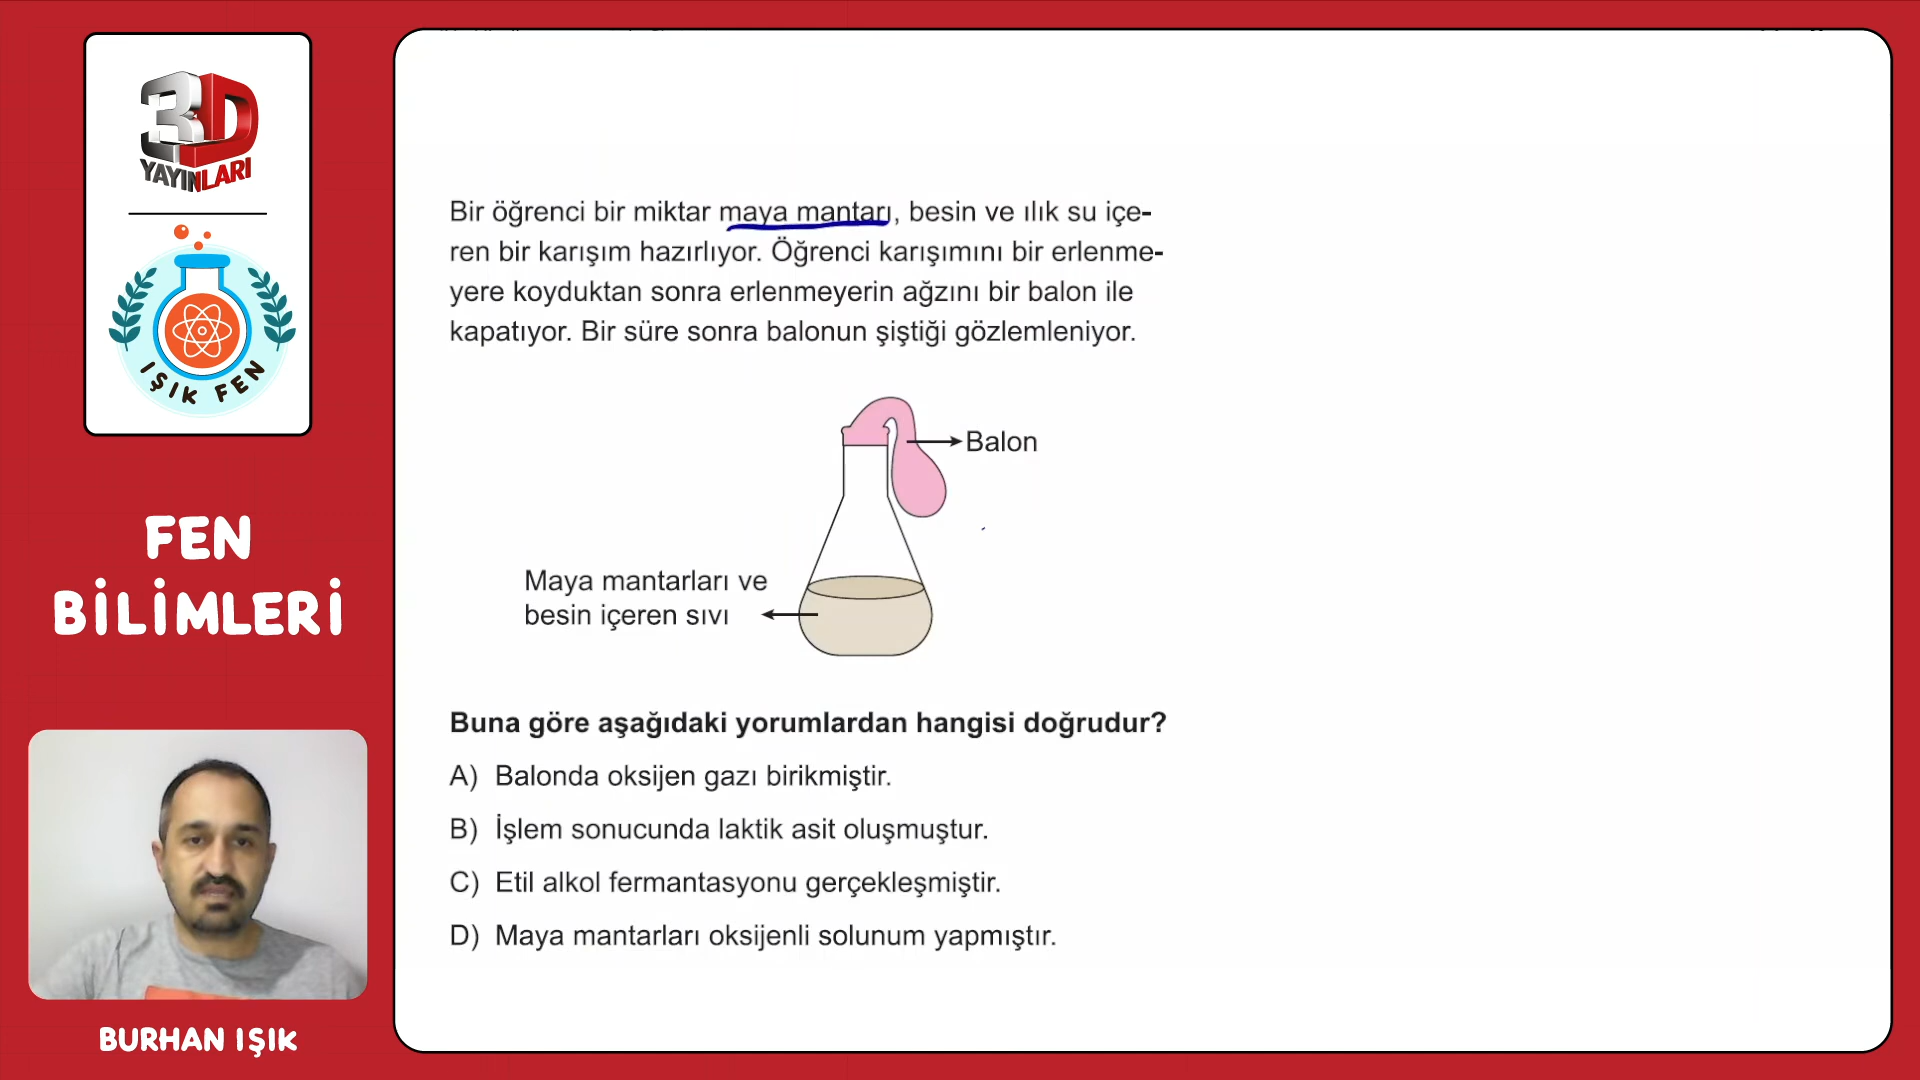 3D
YAYINLARI
IŞIK FEN
FEN
BİLİMLERİ
BURHAN IŞIK
Bir öğrenci bir miktar maya mantarı, besin ve ılık su içe-
ren bir karışım hazırlıyor. Öğrenci karışımını bir erlenme-
yere koyduktan sonra erlenmeyerin ağzını bir balon ile
kapatıyor. Bir süre sonra balonun şiştiği gözlemleniyor.
Balon
Maya mantarları ve
besin içeren sıvı
Buna göre aşağıdaki yorumlardan hangisi doğrudur?
A) Balonda oksijen gazı birikmiştir.
B) İşlem sonucunda laktik asit oluşmuştur.
C) Etil alkol fermantasyonu gerçekleşmiştir.
D) Maya mantarları oksijenli solunum yapmıştır.